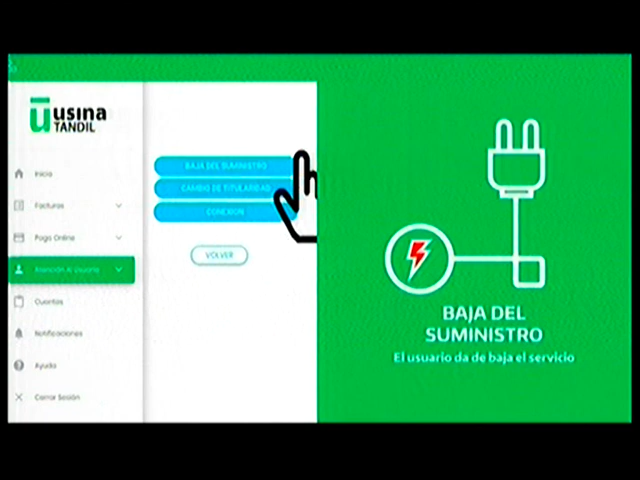 usina
TANDIL
Inicio
Facturas
Pago Online
Atención Al Usuario
Cuentas
Notificaciones
Ayuda
Cerrar Sesión
BAJA DEL SUMINISTRO
CAMBIO DE TITULARIDAD
CONEXION
VOLVER
BAJA DEL
SUMINISTRO
El usuario da de baja el servicio